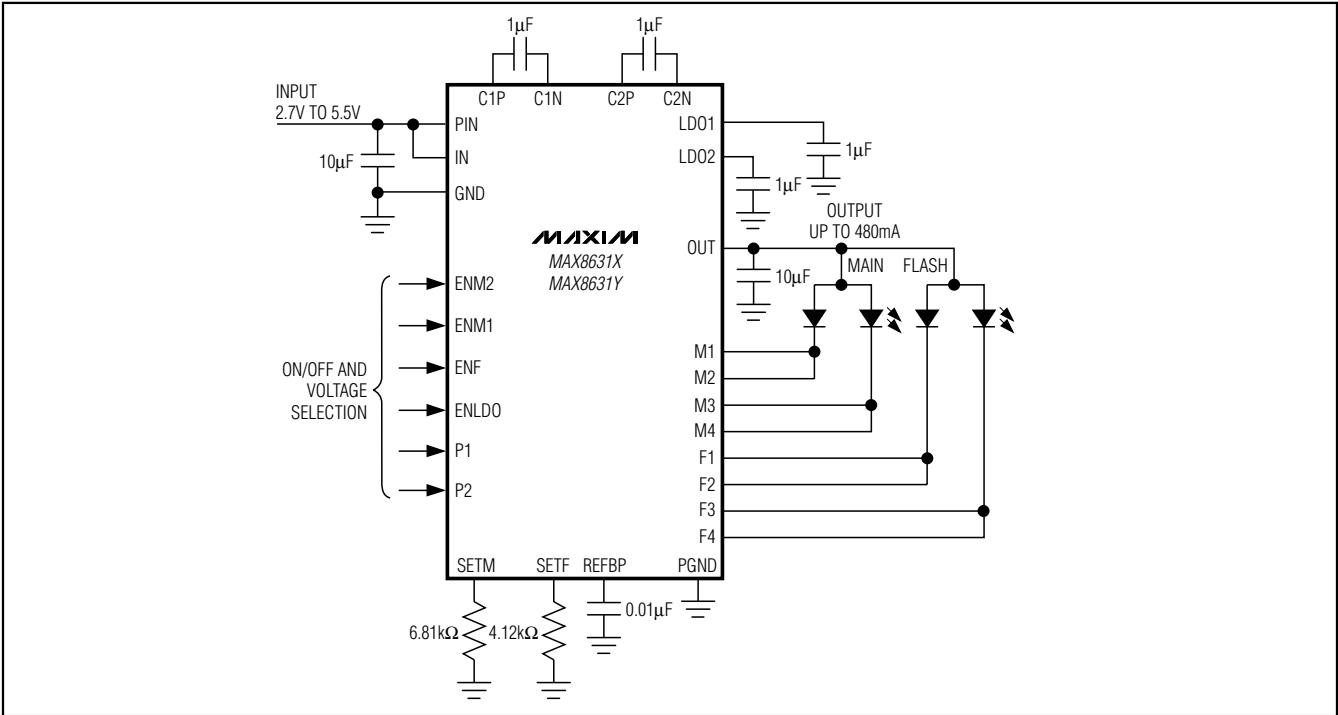 1μF
1μF
INPUT
2.7V TO 5.5V
C1P
C1N
C2P
C2N
PIN
IN
10μF
GND
LDO1
LDO2
1μF
1μF
OUTPUT
UP TO 480mA
OUT
MAIN
FLASH
10μF
MAXIM
MAX8631X
MAX8631Y
ENM2
ENM1
ENF
ENLDO
P1
P2
ON/OFF AND
VOLTAGE
SELECTION
M1
M2
M3
M4
F1
F2
F3
F4
SETM
SETF
REFBP
PGND
6.81kΩ
4.12kΩ
0.01μF